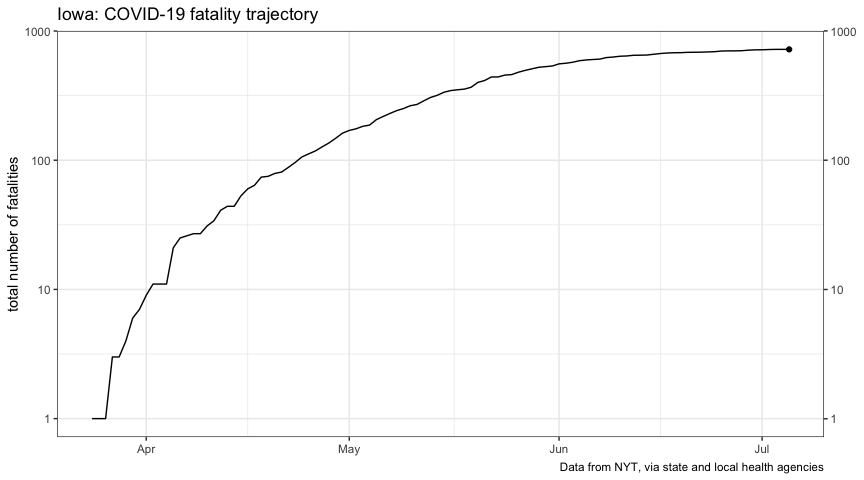 Iowa: COVID-19 fatality trajectory
1000
1000
100
100
10
10
1
1
total number of fatalities
Apr
May
Jun
Jul
Data from NYT, via state and local health agencies